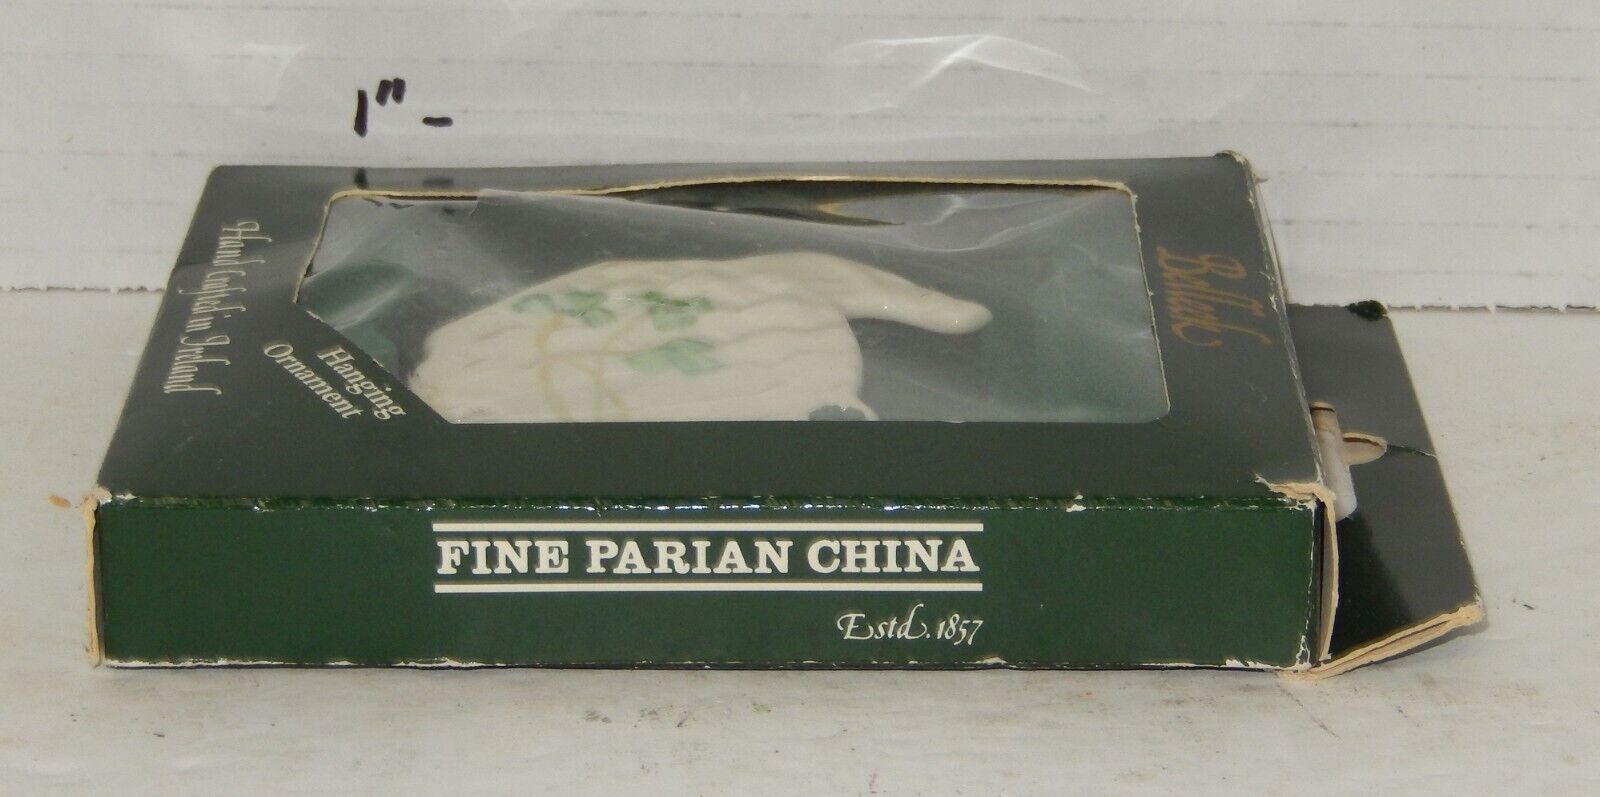 1"-
Belleek
Hand Crafted in Ireland
Hanging
Ornament
FINE PARIAN CHINA
Estd. 1857